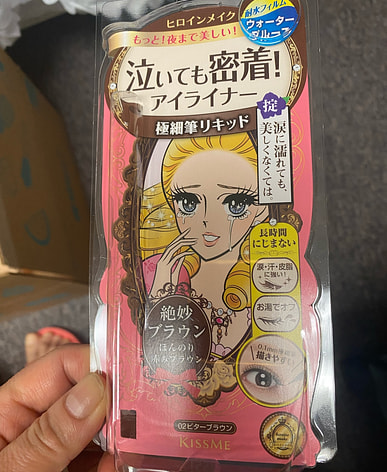 ヒロインメイク
もっと!夜まで美しい!
耐水フィルム
ウォーター
プルーフ
泣いても密着!
アイライナー
極細筆リキッド
掟
涙に濡れても、
美しくなくては。
長時間
にじまない
涙・汗・皮脂
に強い!
お湯でオフ
0.1mm
描きやすい
絶妙
ブラウン
ほんのり
赤みブラウン
02ビターブラウン
KISSME